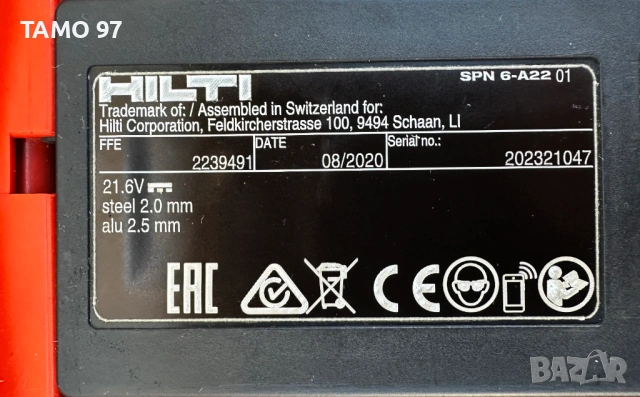 TAMO 97
HILTI
SPN 6-A22 01
Trademark of: / Assembled in Switzerland for:
Hilti Corporation, Feldkircherstrasse 100, 9494 Schaan, LI
FFE DATE Serial no.:
2239491 08/2020 202321047
21.6V
steel 2.0 mm
alu 2.5 mm
EAC CE
BAZAR
bg